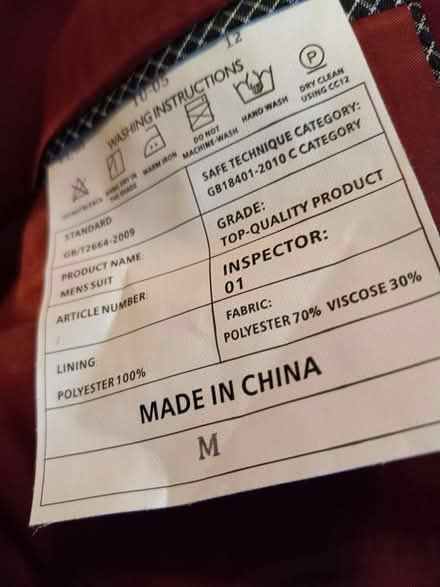 12
WASHING INSTRUCTIONS
P
WARM IRON
DO NOT
MACHINE-WASH
HAND WASH
DRY CLEAN
USING CC12
STANDARD
GB/T2664-2009
SAFE TECHNIQUE CATEGORY:
GB18401-2010 C CATEGORY
PRODUCT NAME:
MENS SUIT
GRADE:
TOP-QUALITY PRODUCT
ARTICLE NUMBER:
INSPECTOR:
01
LINING:
POLYESTER 100%
FABRIC:
POLYESTER 70% VISCOSE 30%
MADE IN CHINA
M